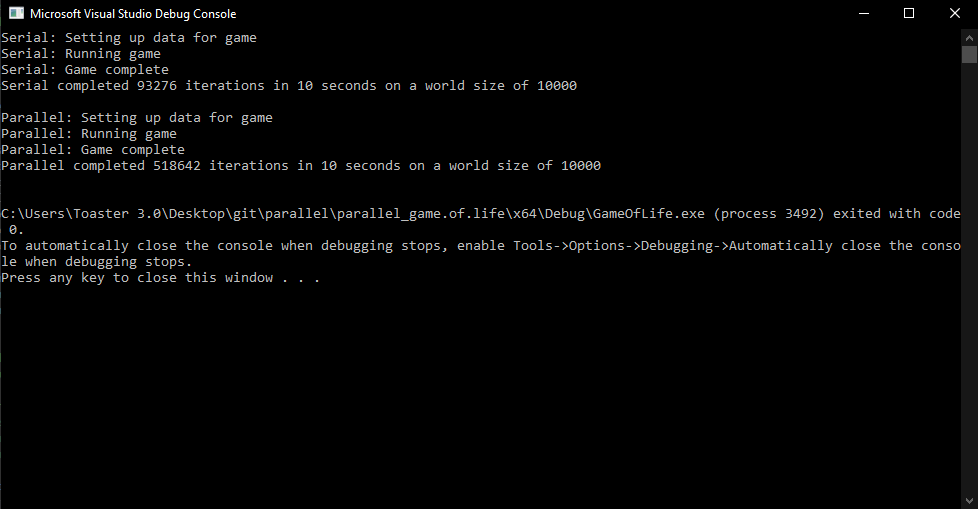 Microsoft Visual Studio Debug Console
Serial: Setting up data for game
Serial: Running game
Serial: Game complete
Serial completed 93276 iterations in 10 seconds on a world size of 10000
Parallel: Setting up data for game
Parallel: Running game
Parallel: Game complete
Parallel completed 518642 iterations in 10 seconds on a world size of 10000
C:\Users\Toaster 3.0\Desktop\git\parallel\parallel_game.of.life\x64\Debug\GameOfLife.exe (process 3492) exited with code
 0.
To automatically close the console when debugging stops, enable Tools->Options->Debugging->Automatically close the conso
le when debugging stops.
Press any key to close this window . . .